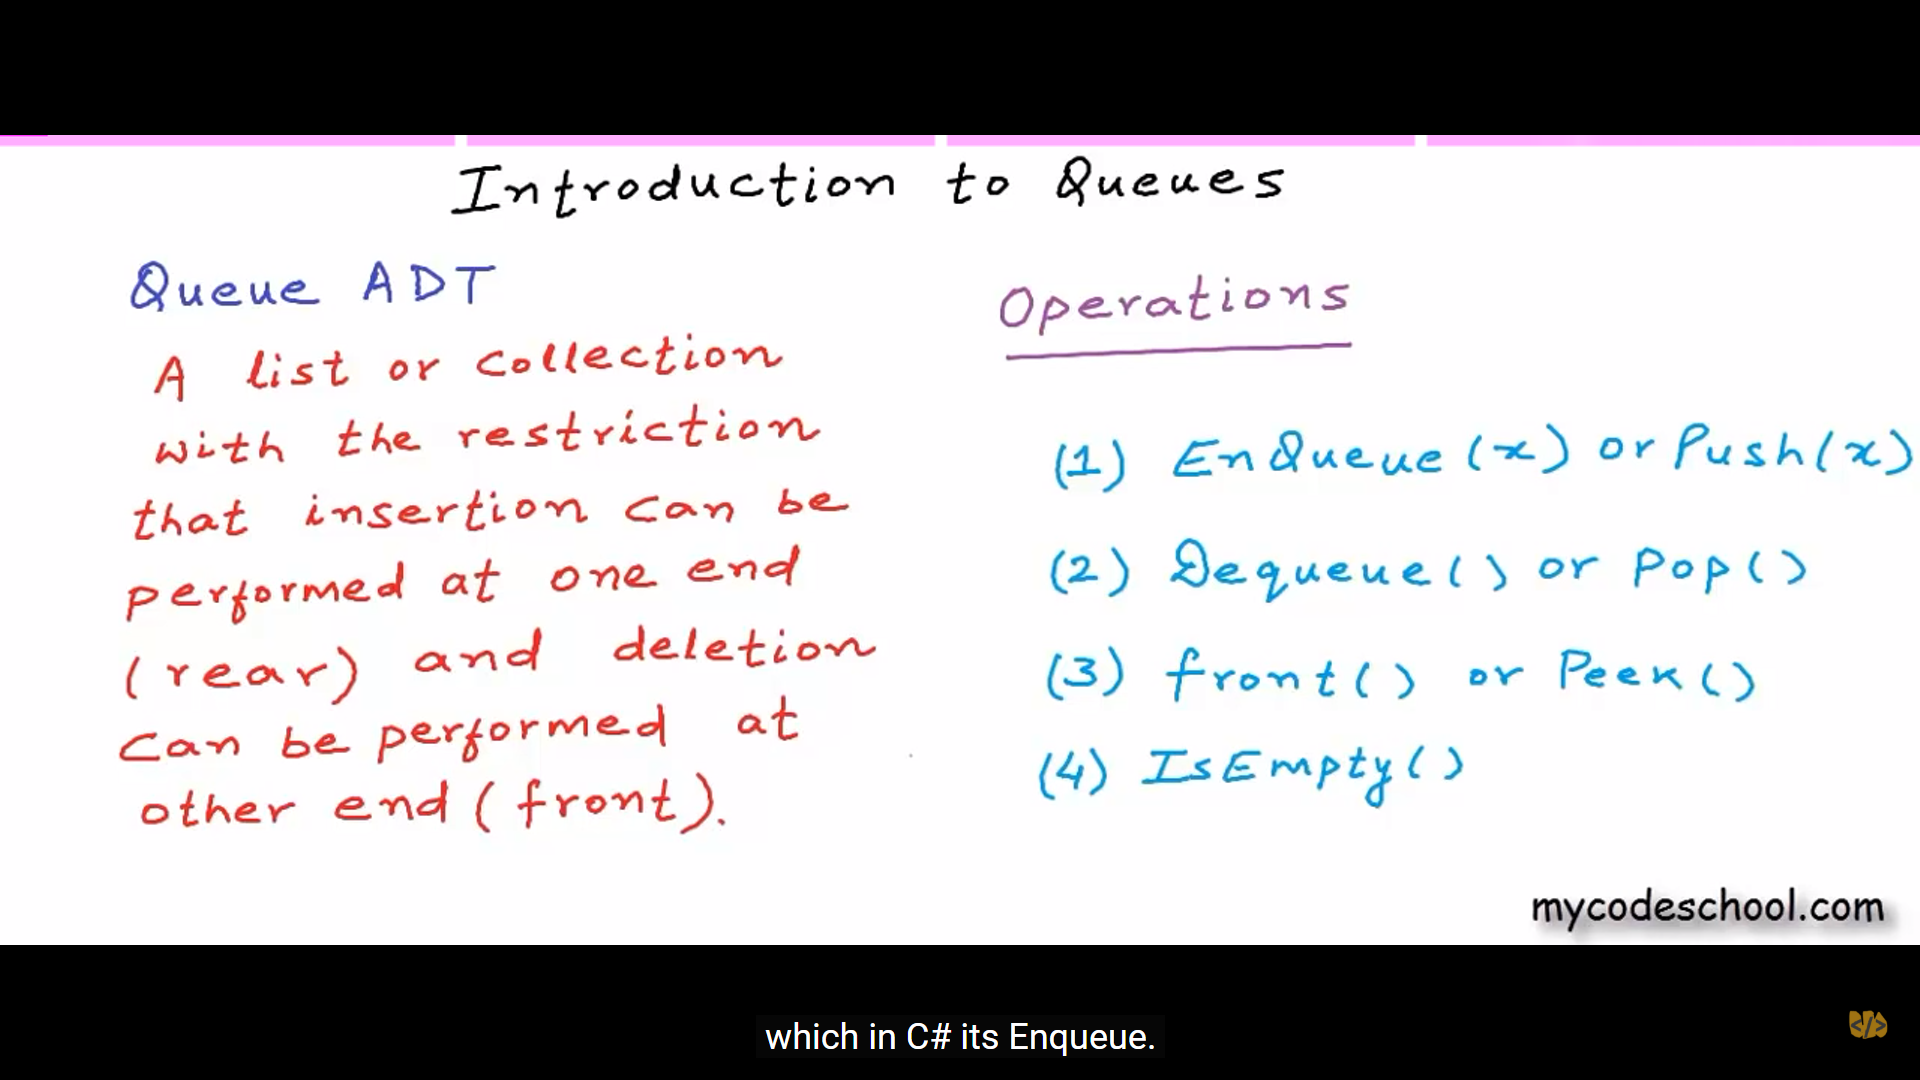 Introduction to Queues
Queue ADT
A list or collection
with the restriction
that insertion can be
performed at one end
(rear) and deletion
can be performed at
other end (front).
Operations
(1) EnQueue(x) or Push(x)
(2) Dequeue() or Pop()
(3) front() or Peek()
(4) IsEmpty()
mycodeschool.com
which in C# its Enqueue.